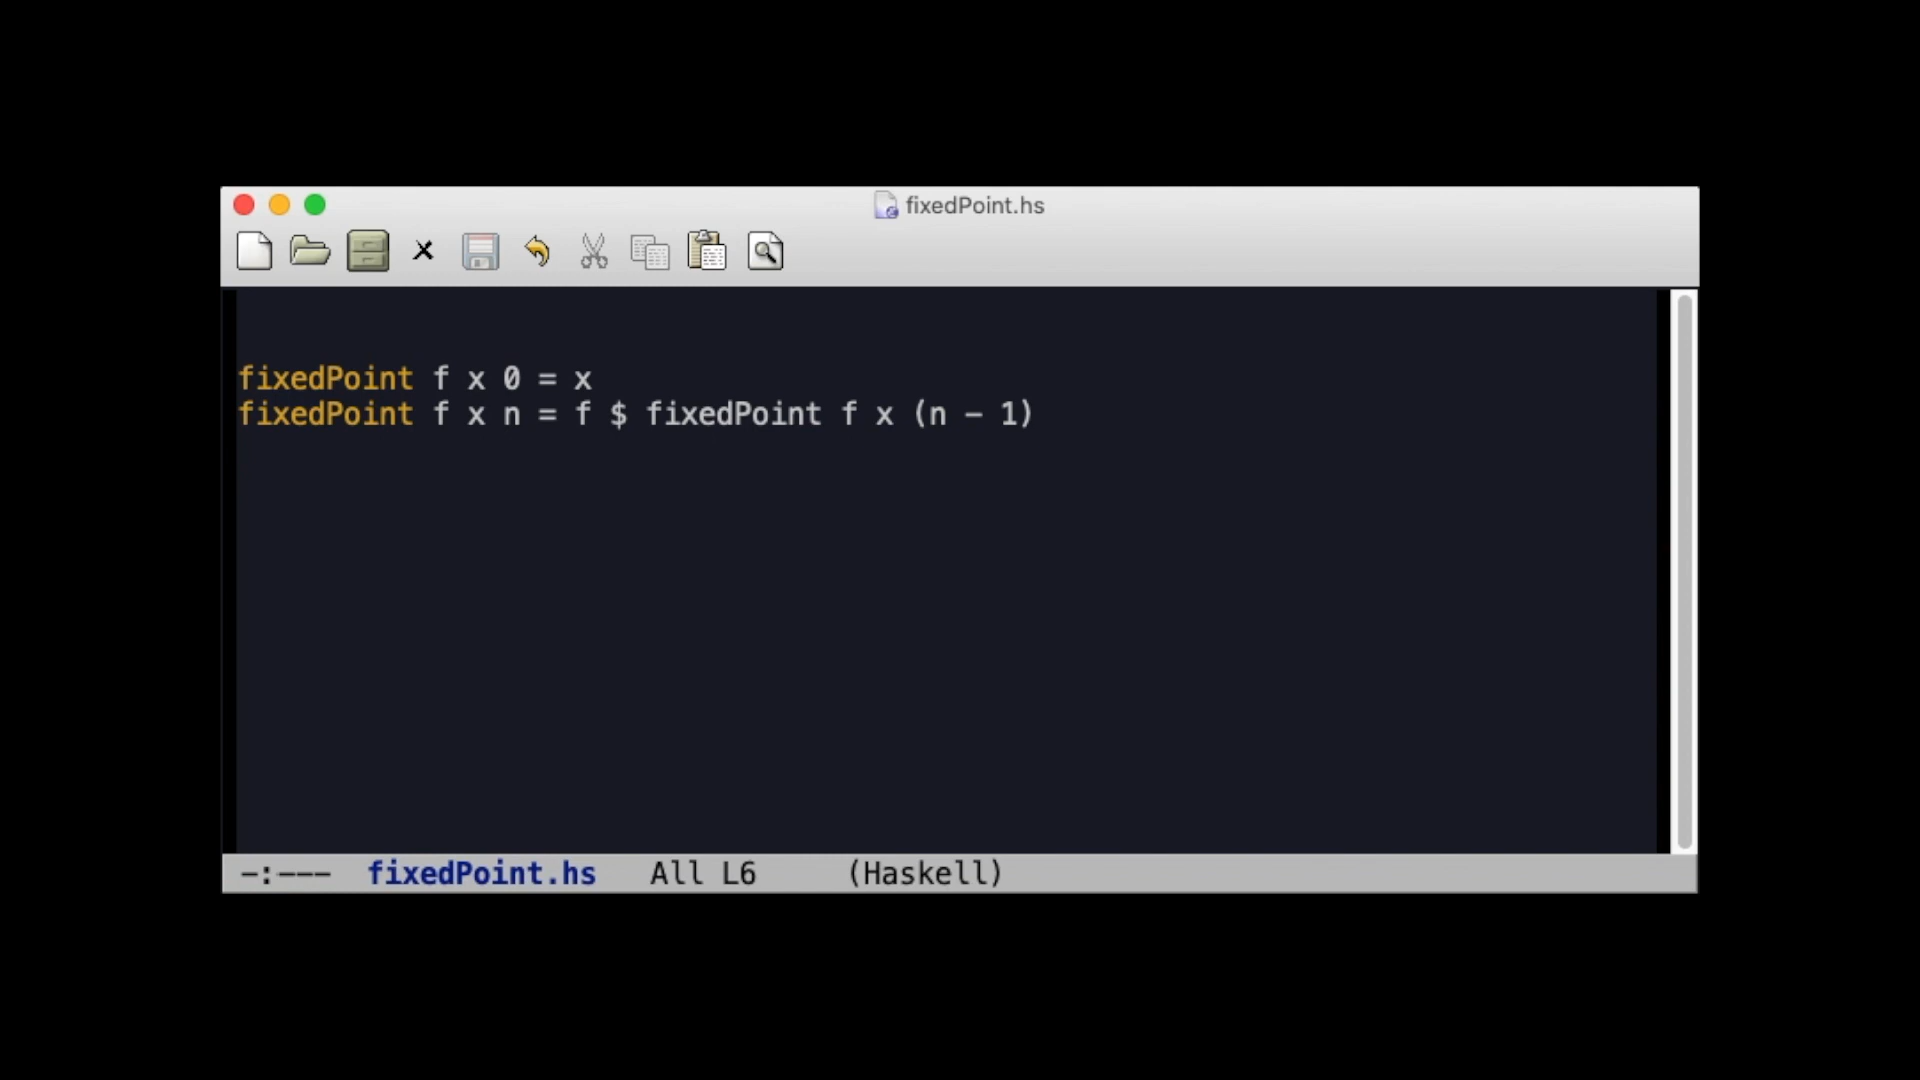 fixedPoint.hs
fixedPoint f x 0 = x
fixedPoint f x n = f $ fixedPoint f x (n - 1)
-:--- fixedPoint.hs All L6 (Haskell)